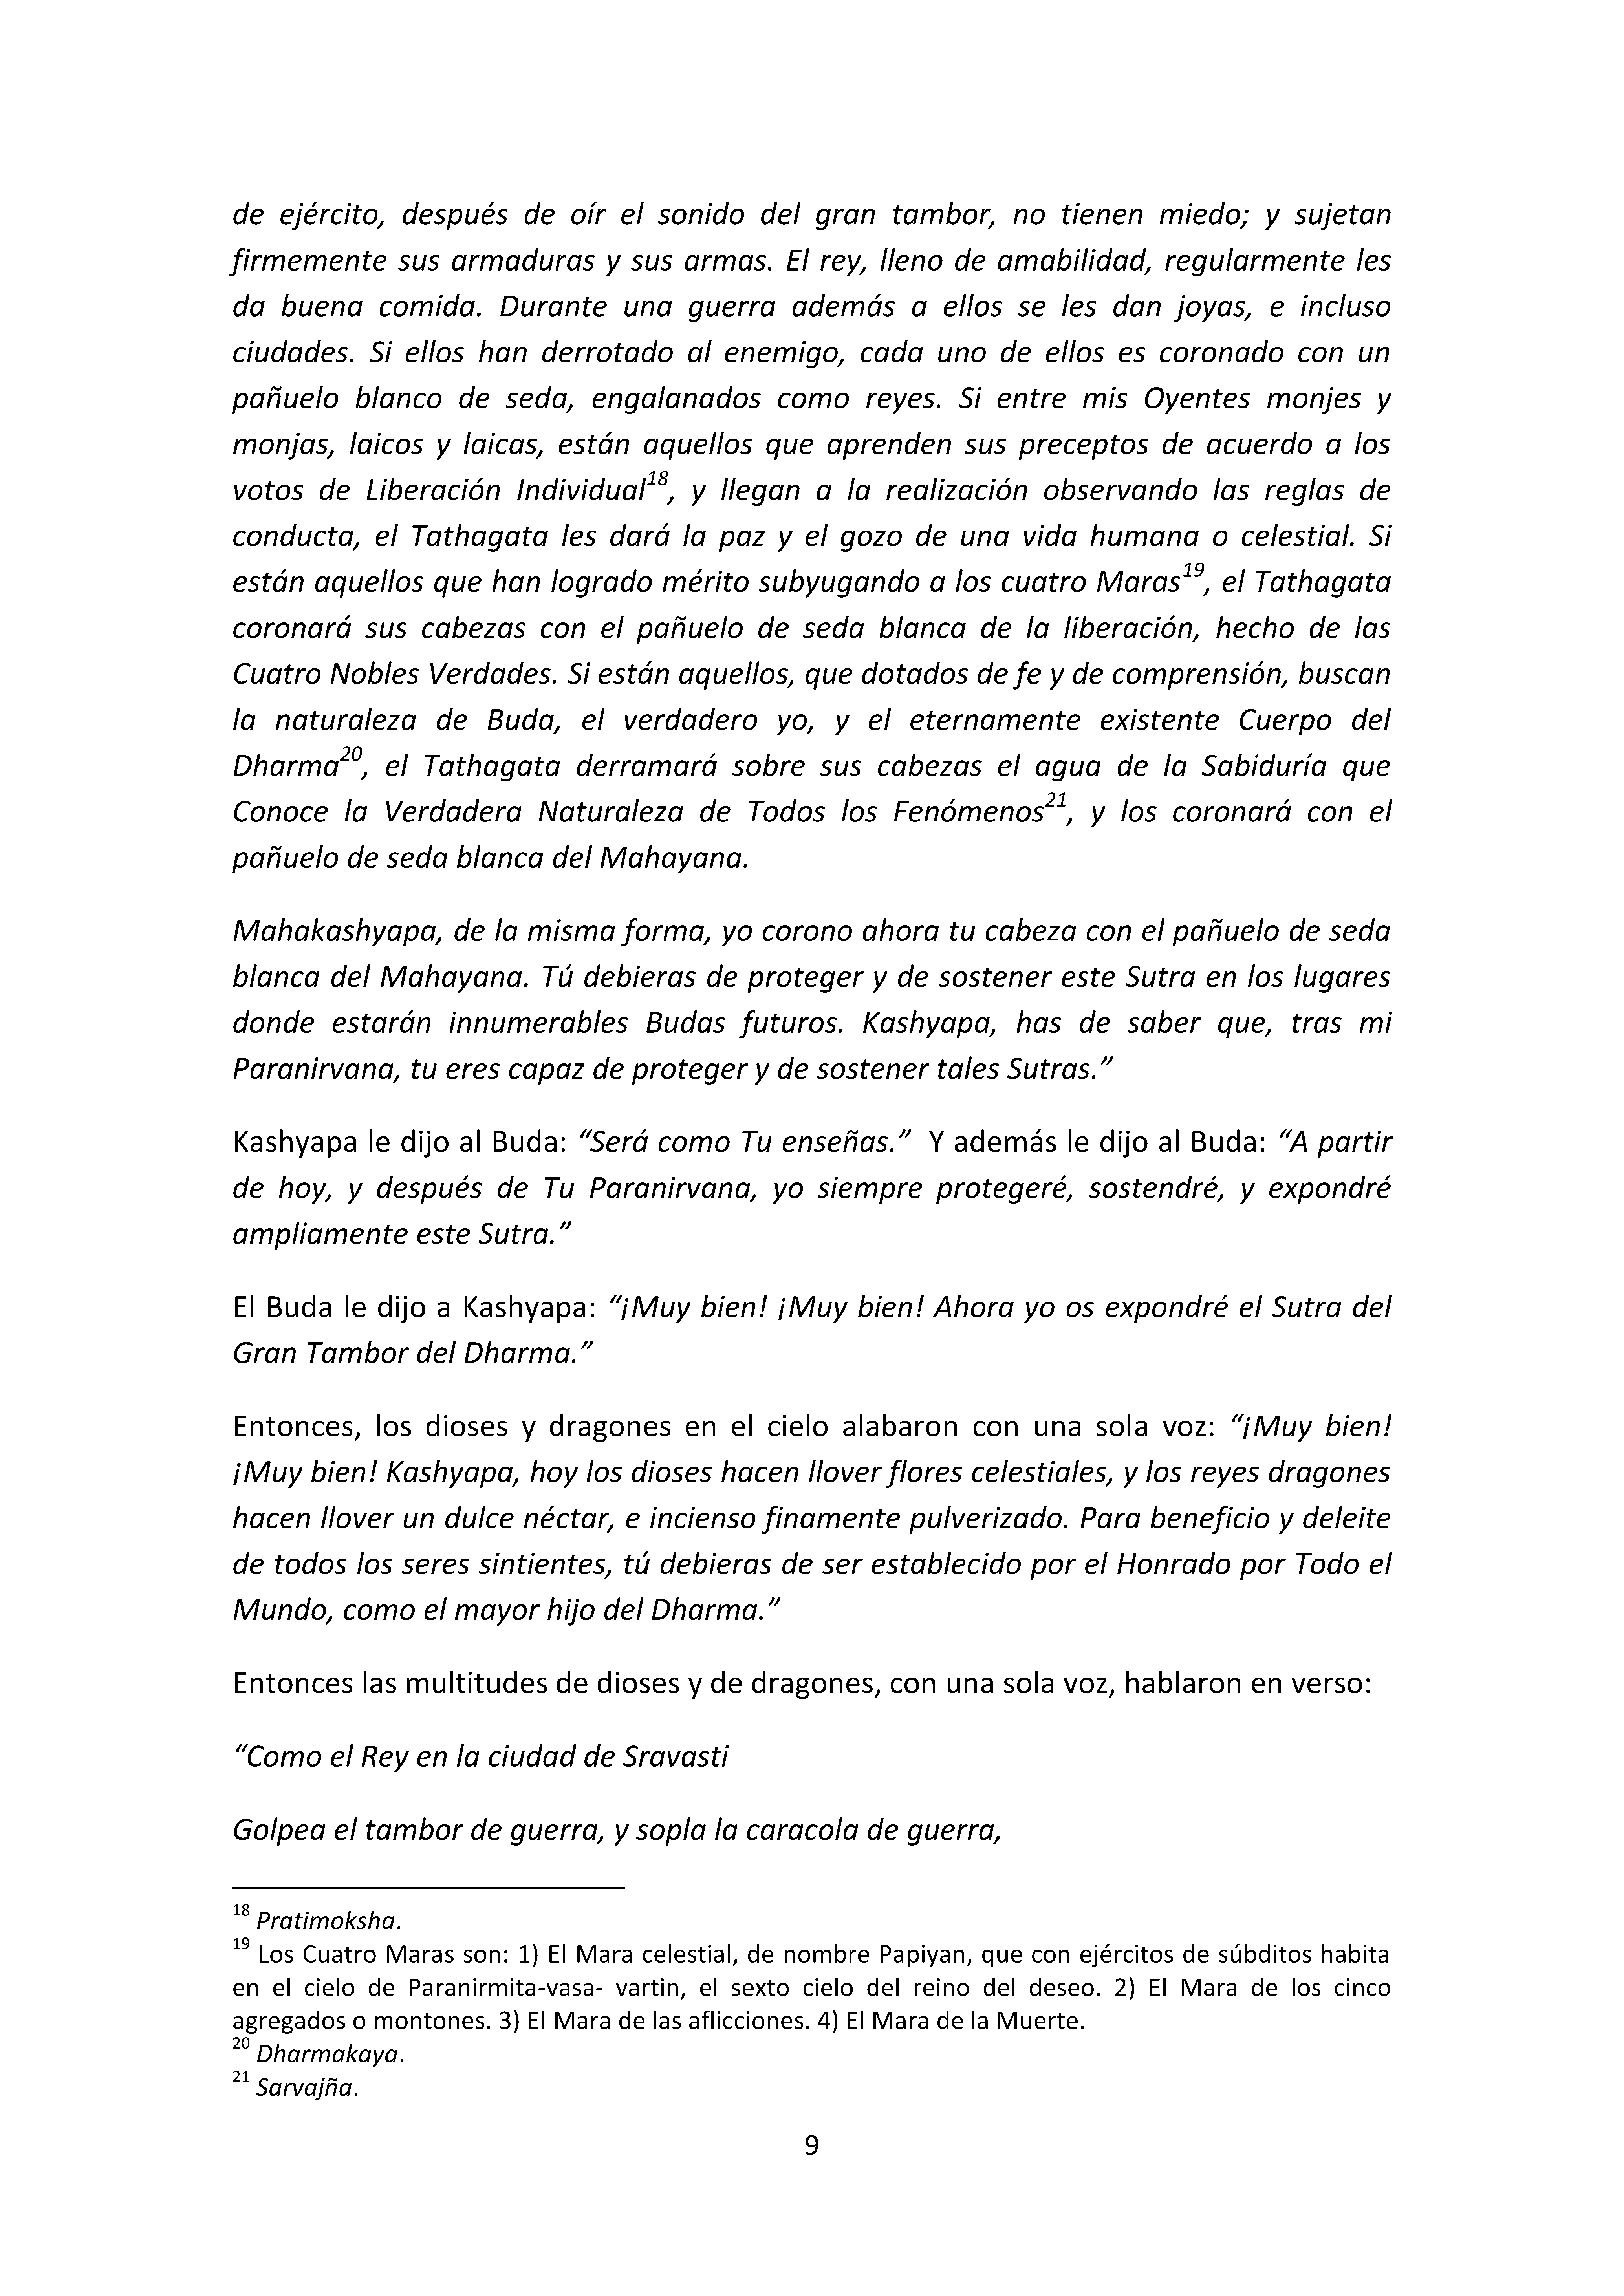 de ejército, después de oír el sonido del gran tambor, no tienen miedo; y sujetan
firmemente sus armaduras y sus armas. El rey, lleno de amabilidad, regularmente les
da buena comida. Durante una guerra además a ellos se les dan joyas, e incluso
ciudades. Si ellos han derrotado al enemigo, cada uno de ellos es coronado con un
pañuelo blanco de seda, engalanados como reyes. Si entre mis Oyentes monjes y
monjas, laicos y laicas, están aquellos que aprenden sus preceptos de acuerdo a los
votos de Liberación Individual18, y llegan a la realización observando las reglas de
conducta, el Tathagata les dará la paz y el gozo de una vida humana o celestial. Si
están aquellos que han logrado mérito subyugando a los cuatro Maras19, el Tathagata
coronará sus cabezas con el pañuelo de seda blanca de la liberación, hecho de las
Cuatro Nobles Verdades. Si están aquellos, que dotados de fe y de comprensión, buscan
la naturaleza de Buda, el verdadero yo, y el eternamente existente Cuerpo del
Dharma20, el Tathagata derramará sobre sus cabezas el agua de la Sabiduría que
Conoce la Verdadera Naturaleza de Todos los Fenómenos21, y los coronará con el
pañuelo de seda blanca del Mahayana.
Mahakashyapa, de la misma forma, yo corono ahora tu cabeza con el pañuelo de seda
blanca del Mahayana. Tú debieras de proteger y de sostener este Sutra en los lugares
donde estarán innumerables Budas futuros. Kashyapa, has de saber que, tras mi
Paranirvana, tu eres capaz de proteger y de sostener tales Sutras.”
Kashyapa le dijo al Buda: “Será como Tu enseñas.” Y además le dijo al Buda: “A partir
de hoy, y después de Tu Paranirvana, yo siempre protegeré, sostendré, y expondré
ampliamente este Sutra.”
El Buda le dijo a Kashyapa: “¡Muy bien! ¡Muy bien! Ahora yo os expondré el Sutra del
Gran Tambor del Dharma.”
Entonces, los dioses y dragones en el cielo alabaron con una sola voz: “¡Muy bien!
¡Muy bien! Kashyapa, hoy los dioses hacen llover flores celestiales, y los reyes dragones
hacen llover un dulce néctar, e incienso finamente pulverizado. Para beneficio y deleite
de todos los seres sintientes, tú debieras de ser establecido por el Honrado por Todo el
Mundo, como el mayor hijo del Dharma.”
Entonces las multitudes de dioses y de dragones, con una sola voz, hablaron en verso:
“Como el Rey en la ciudad de Sravasti
Golpea el tambor de guerra, y sopla la caracola de guerra,
18 Pratimoksha.
19 Los Cuatro Maras son: 1) El Mara celestial, de nombre Papiyan, que con ejércitos de súbditos habita
en el cielo de Paranirmita-vasa- vartin, el sexto cielo del reino del deseo. 2) El Mara de los cinco
agregados o montones. 3) El Mara de las aflicciones. 4) El Mara de la Muerte.
20 Dharmakaya.
21 Sarvajña.
9